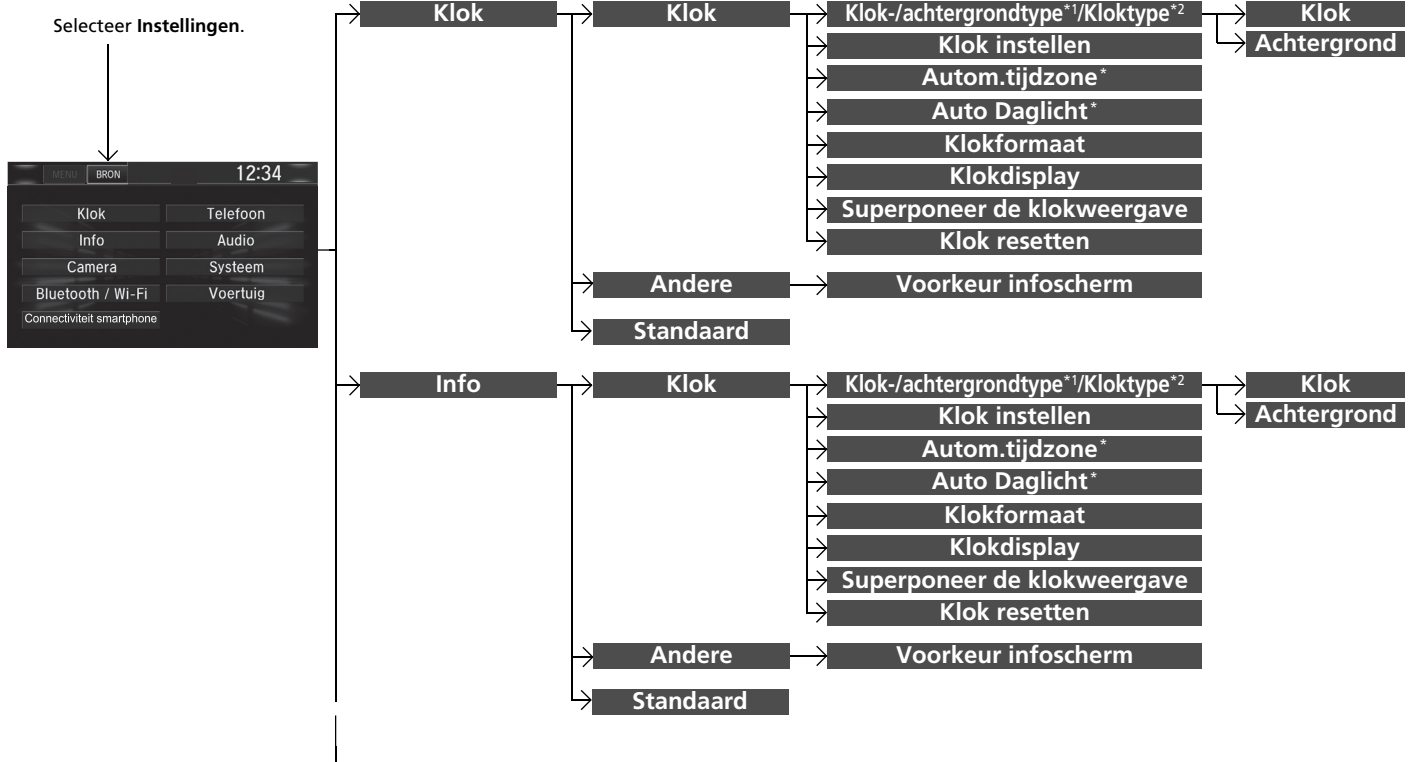 Selecteer Instellingen.
MENU BRON 12:34
Klok Telefoon
Info Audio
Camera Systeem
Bluetooth / Wi-Fi Voertuig
Connectiviteit smartphone
Klok Klok Klok-/achtergrondtype*1/Kloktype*2 Klok
Klok instellen Achtergrond
Autom.tijdzone*
Auto Daglicht*
Klokformaat
Klokdisplay
Superponeer de klokweergave
Klok resetten
Andere Voorkeur infoscherm
Standaard
Info Klok Klok-/achtergrondtype*1/Kloktype*2 Klok
Klok instellen Achtergrond
Autom.tijdzone*
Auto Daglicht*
Klokformaat
Klokdisplay
Superponeer de klokweergave
Klok resetten
Andere Voorkeur infoscherm
Standaard